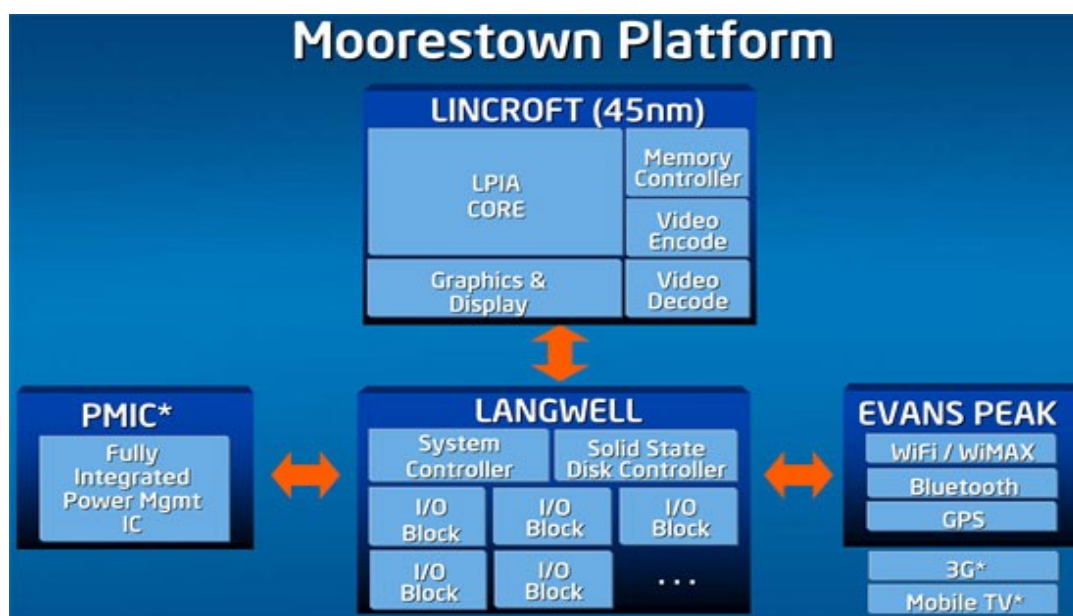 Moorestown Platform
LINCROFT (45nm)
LPIA
CORE
Memory
Controller
Video
Encode
Graphics &
Display
Video
Decode
PMIC*
Fully
Integrated
Power Mgmt
IC
LANGWELL
System
Controller
Solid State
Disk Controller
I/O
Block
I/O
Block
I/O
Block
I/O
Block
I/O
Block
...
EVANS PEAK
WiFi / WiMAX
Bluetooth
GPS
3G*
Mobile TV*